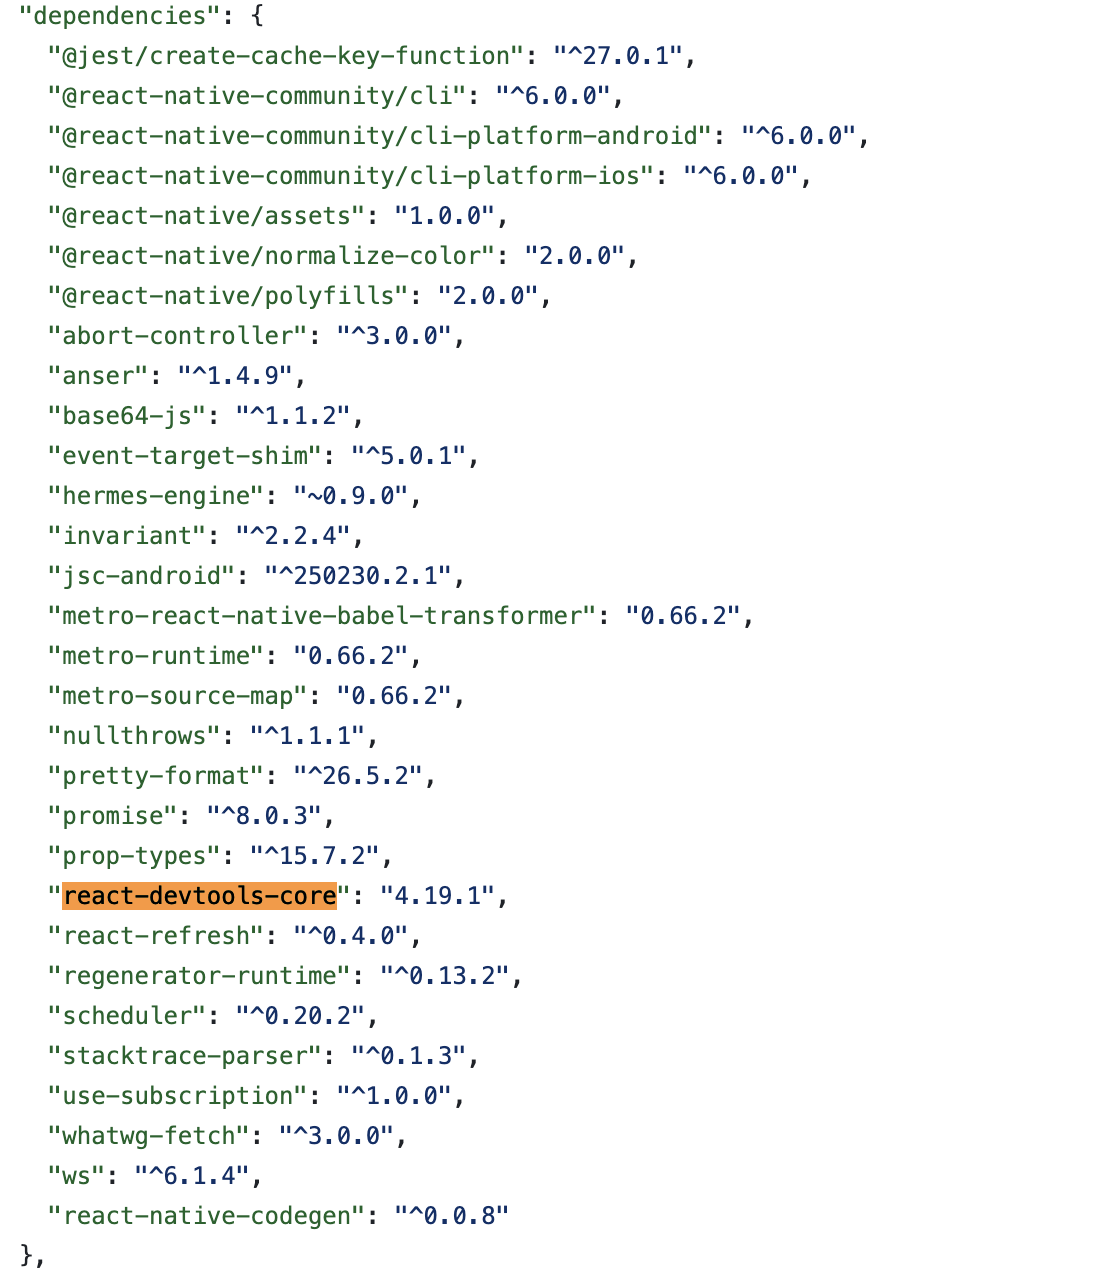 "dependencies": {
"@jest/create-cache-key-function": "^27.0.1",
"@react-native-community/cli": "^6.0.0",
"@react-native-community/cli-platform-android": "^6.0.0",
"@react-native-community/cli-platform-ios": "^6.0.0",
"@react-native/assets": "1.0.0",
"@react-native/normalize-color": "2.0.0",
"@react-native/polyfills": "2.0.0",
"abort-controller": "^3.0.0",
"anser": "^1.4.9",
"base64-js": "^1.1.2",
"event-target-shim": "^5.0.1",
"hermes-engine": "~0.9.0",
"invariant": "^2.2.4",
"jsc-android": "^250230.2.1",
"metro-react-native-babel-transformer": "0.66.2",
"metro-runtime": "0.66.2",
"metro-source-map": "0.66.2",
"nullthrows": "^1.1.1",
"pretty-format": "^26.5.2",
"promise": "^8.0.3",
"prop-types": "^15.7.2",
"react-devtools-core": "4.19.1",
"react-refresh": "^0.4.0",
"regenerator-runtime": "^0.13.2",
"scheduler": "^0.20.2",
"stacktrace-parser": "^0.1.3",
"use-subscription": "^1.0.0",
"whatwg-fetch": "^3.0.0",
"ws": "^6.1.4",
"react-native-codegen": "^0.0.8"
},